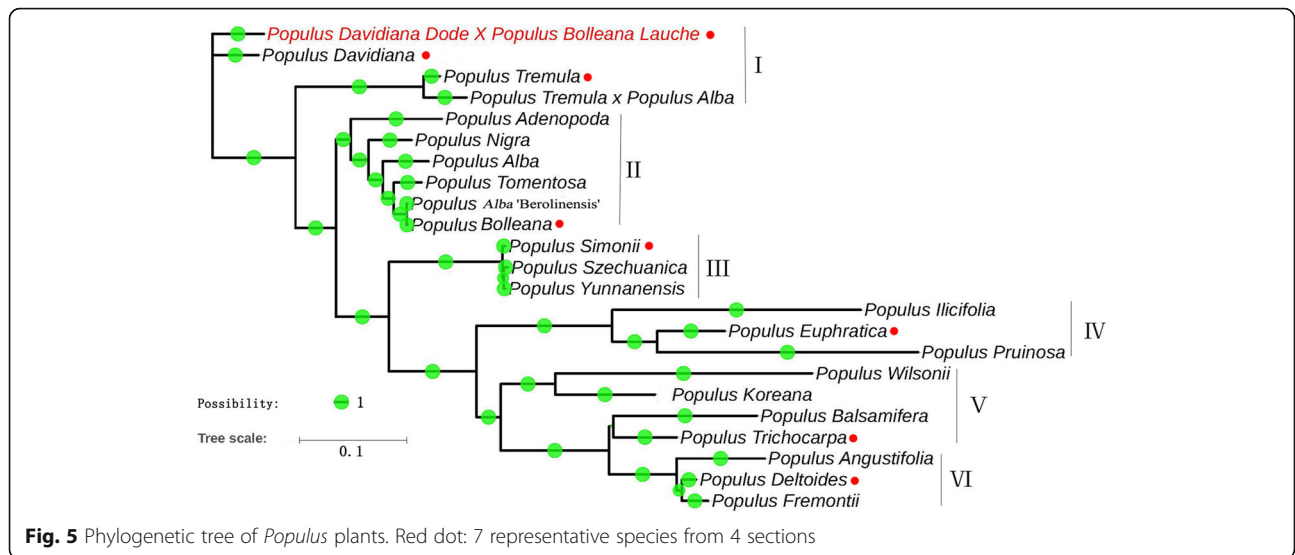 Populus Davidiana Dode X Populus Bolleana Lauche
Populus Davidiana
I
Populus Tremula
Populus Tremula x Populus Alba
Populus Adenopoda
Populus Nigra
Populus Alba
II
Populus Tomentosa
Populus Alba 'Berolinensis'
Populus Bolleana
Populus Simonii
Populus Szechuanica
III
Populus Yunnanensis
Populus Ilicifolia
Populus Euphratica
IV
Populus Pruinosa
Populus Wilsonii
Populus Koreana
V
Populus Balsamifera
Populus Trichocarpa
Populus Angustifolia
Populus Deltoides
VI
Populus Fremontii
Possibility: 1
Tree scale:
0.1
Fig. 5 Phylogenetic tree of Populus plants. Red dot: 7 representative species from 4 sections